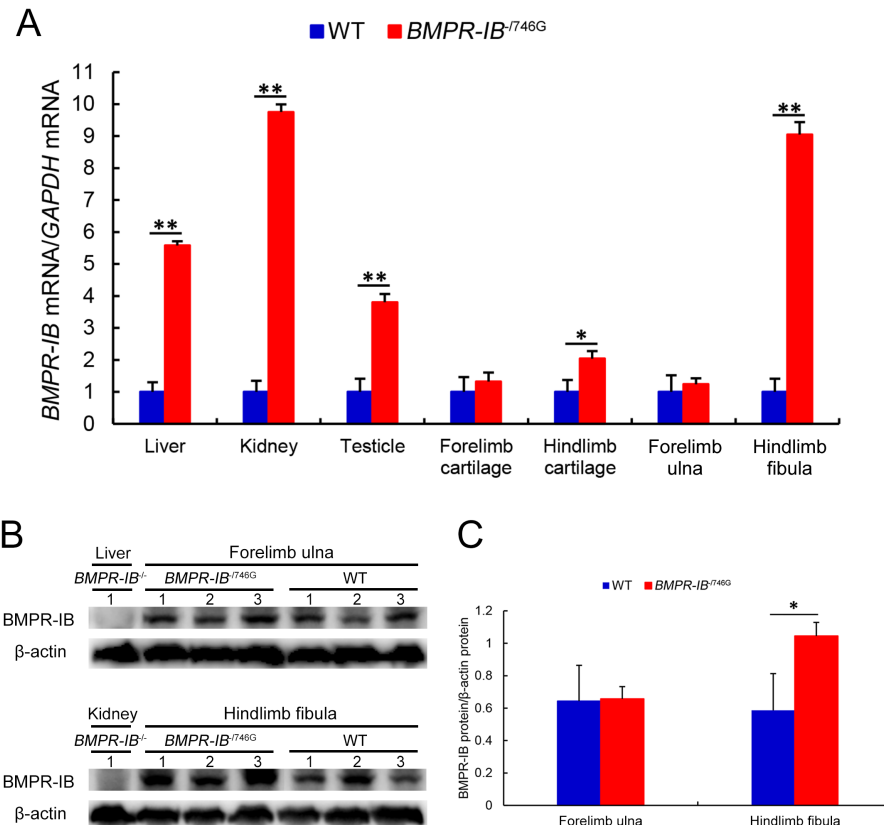 A
WT BMPR-IB-/746G
BMPR-IB mRNA/GAPDH mRNA
11
10
9
8
7
6
5
4
3
2
1
0
** ** ** * **
Liver Kidney Testicle Forelimb cartilage Hindlimb cartilage Forelimb ulna Hindlimb fibula
B
Liver Forelimb ulna
BMPR-IB-/- BMPR-IB-/746G WT
1 1 2 3 1 2 3
BMPR-IB
β-actin
Kidney Hindlimb fibula
BMPR-IB-/- BMPR-IB-/746G WT
1 1 2 3 1 2 3
BMPR-IB
β-actin
C
WT BMPR-IB-/746G
BMPR-IB protein/β-actin protein
1.2
1
0.8
0.6
0.4
0.2
0
*
Forelimb ulna Hindlimb fibula